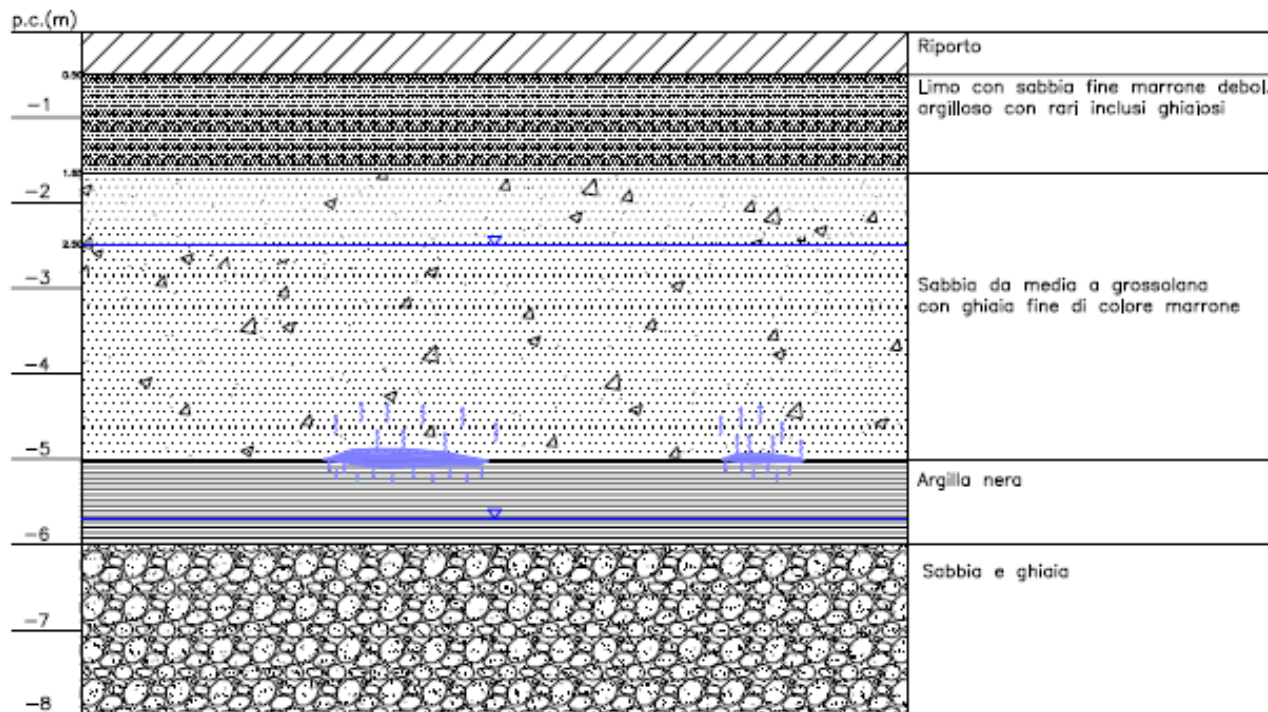 p.c.(m)
Riporto
0.50
Limo con sabbia fine marrone debol.
argilloso con rari inclusi ghiaiosi
-1
-2
2.50
-3
Sabbia da media a grossolana
con ghiaia fine di colore marrone
-4
-5
Argilla nera
-6
Sabbia e ghiaia
-7
-8